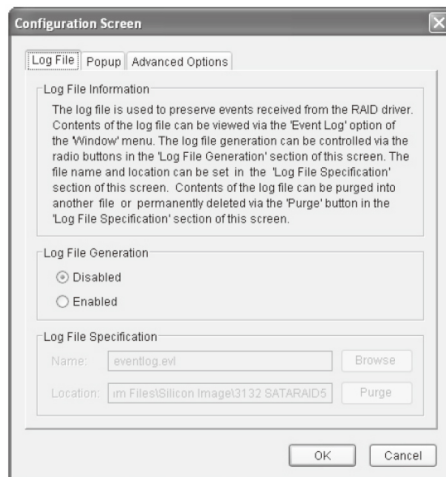 Configuration Screen
Log File
Popup
Advanced Options
Log File Information
The log file is used to preserve events received from the RAID driver.
Contents of the log file can be viewed via the 'Event Log' option of
the 'Window' menu. The log file generation can be controlled via the
radio buttons in the 'Log File Generation' section of this screen. The
file name and location can be set in the 'Log File Specification'
section of this screen. Contents of the log file can be purged into
another file or permanently deleted via the 'Purge' button in the
'Log File Specification' section of this screen.
Log File Generation
Disabled
Enabled
Log File Specification
Name: eventlog.evl Browse
Location: ım Files\Silicon Image\3132 SATARAID5 Purge
OK Cancel